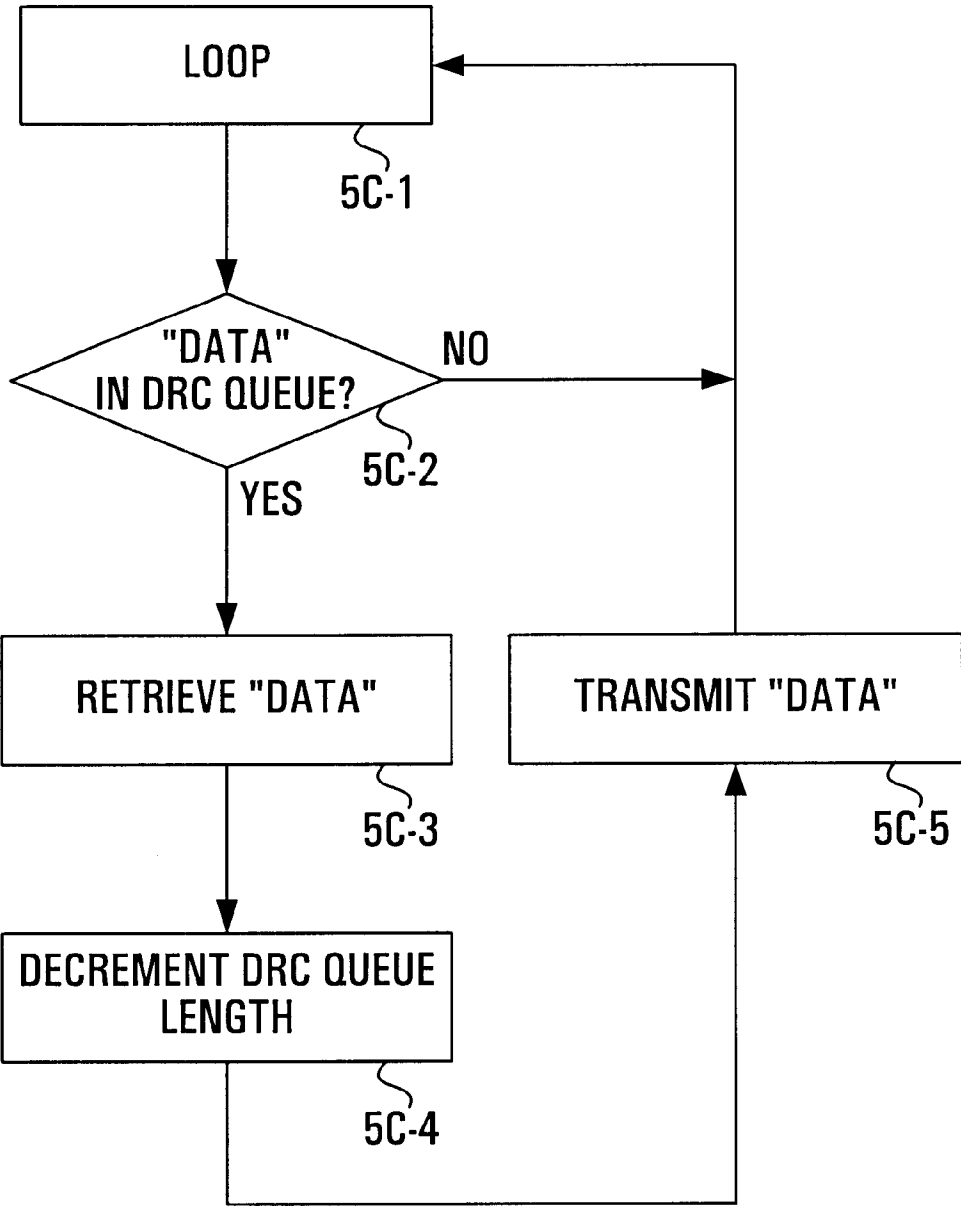 LOOP
5C-1
"DATA"
IN DRC QUEUE?
NO
5C-2
YES
RETRIEVE "DATA"
5C-3
TRANSMIT "DATA"
5C-5
DECREMENT DRC QUEUE
LENGTH
5C-4